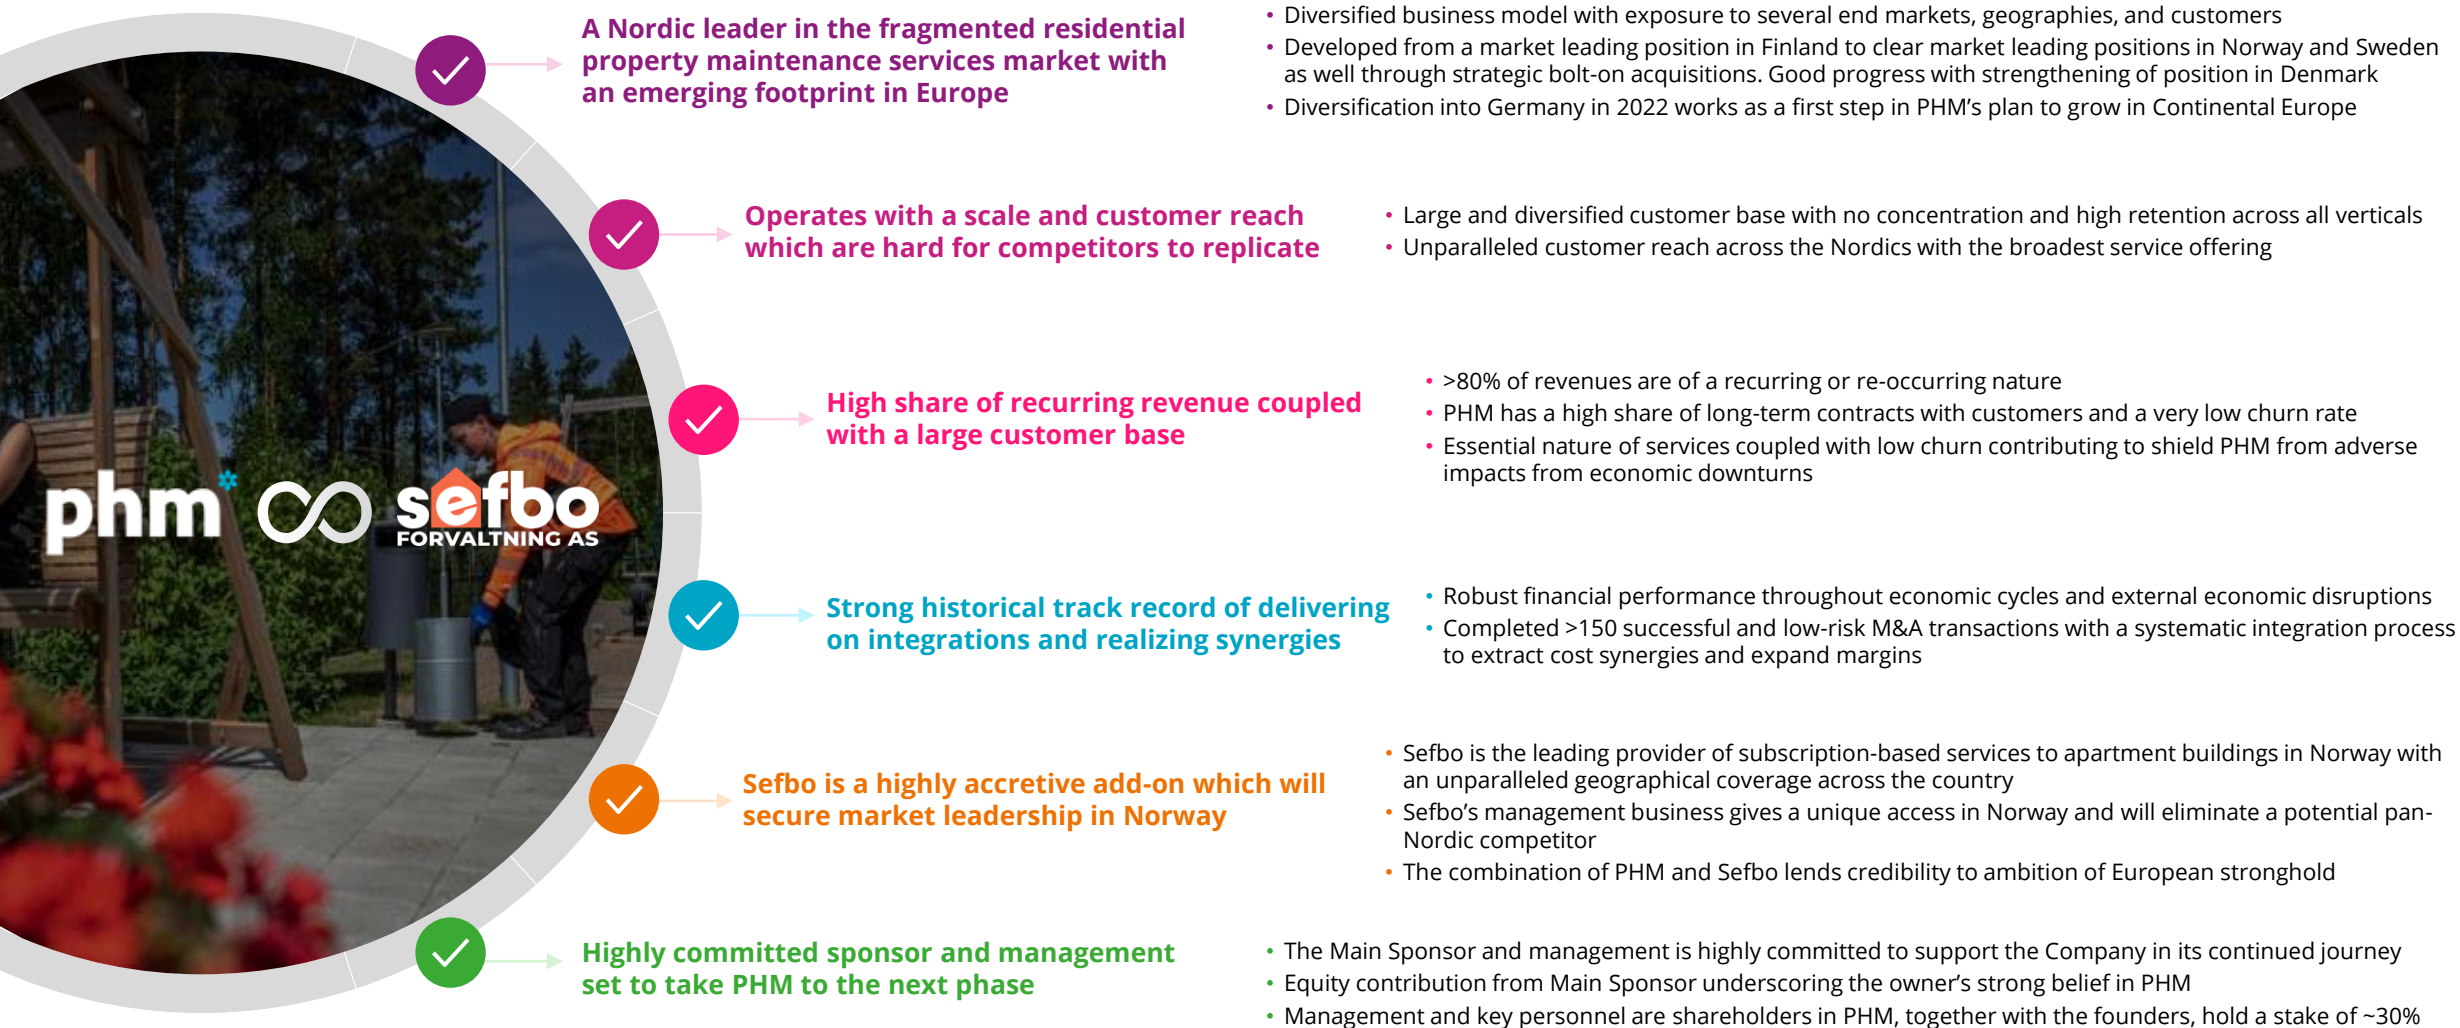 A Nordic leader in the fragmented residential
property maintenance services market with
an emerging footprint in Europe
• Diversified business model with exposure to several end markets, geographies, and customers
• Developed from a market leading position in Finland to clear market leading positions in Norway and Sweden
as well through strategic bolt-on acquisitions. Good progress with strengthening of position in Denmark
• Diversification into Germany in 2022 works as a first step in PHM’s plan to grow in Continental Europe
Operates with a scale and customer reach
which are hard for competitors to replicate
• Large and diversified customer base with no concentration and high retention across all verticals
• Unparalleled customer reach across the Nordics with the broadest service offering
High share of recurring revenue coupled
with a large customer base
• >80% of revenues are of a recurring or re-occurring nature
• PHM has a high share of long-term contracts with customers and a very low churn rate
• Essential nature of services coupled with low churn contributing to shield PHM from adverse
impacts from economic downturns
phm
sefbo
FORVALTNING AS
Strong historical track record of delivering
on integrations and realizing synergies
• Robust financial performance throughout economic cycles and external economic disruptions
• Completed >150 successful and low-risk M&A transactions with a systematic integration process
to extract cost synergies and expand margins
Sefbo is a highly accretive add-on which will
secure market leadership in Norway
• Sefbo is the leading provider of subscription-based services to apartment buildings in Norway with
an unparalleled geographical coverage across the country
• Sefbo’s management business gives a unique access in Norway and will eliminate a potential pan-
Nordic competitor
• The combination of PHM and Sefbo lends credibility to ambition of European stronghold
Highly committed sponsor and management
set to take PHM to the next phase
• The Main Sponsor and management is highly committed to support the Company in its continued journey
• Equity contribution from Main Sponsor underscoring the owner’s strong belief in PHM
• Management and key personnel are shareholders in PHM, together with the founders, hold a stake of ~30%